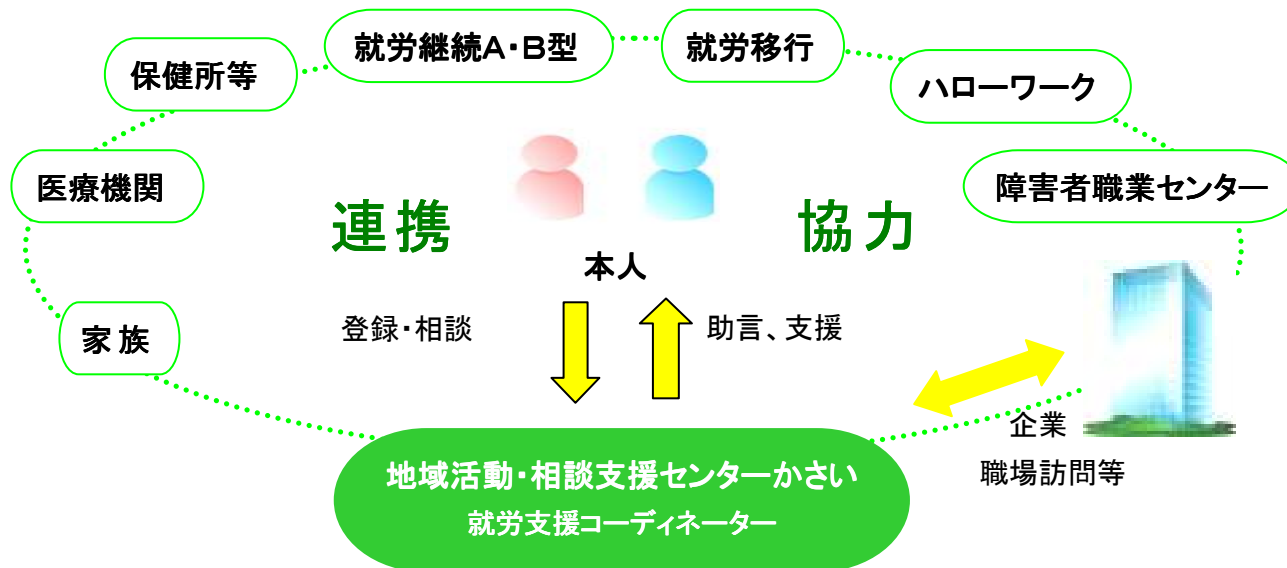 就労継続A・B型
就労移行
保健所等
ハローワーク
医療機関
障害者職業センター
連携
協力
本人
家族
登録・相談
助言、支援
企業
職場訪問等
地域活動・相談支援センターかさい
就労支援コーディネーター